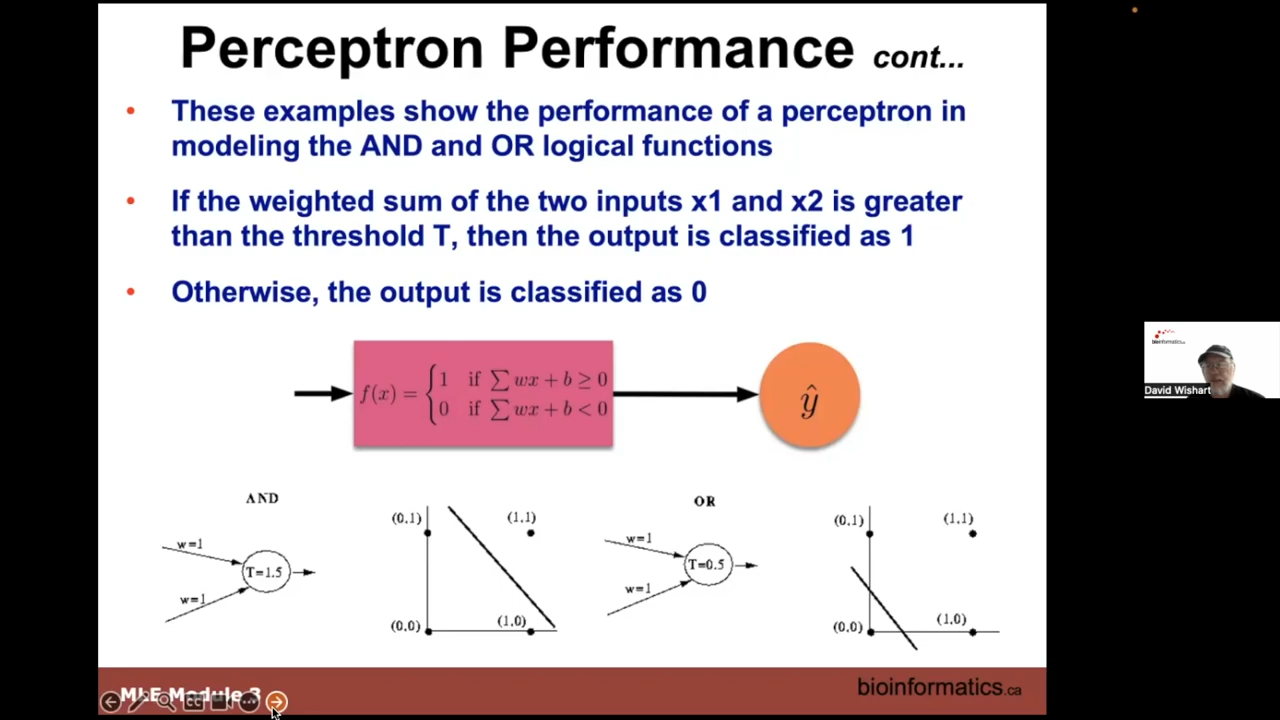 Perceptron Performance cont...
• These examples show the performance of a perceptron in
modeling the AND and OR logical functions
• If the weighted sum of the two inputs x1 and x2 is greater
than the threshold T, then the output is classified as 1
• Otherwise, the output is classified as 0
f(x) = { 1 if ∑ wx + b ≥ 0
0 if ∑ wx + b < 0
ŷ
AND
w=1
T=1.5
w=1
(0,1)
(1,1)
(0,0)
(1,0)
OR
w=1
T=0.5
w=1
(0,1)
(1,1)
(0,0)
(1,0)
MLE Module 3
bioinformatics.ca
CC
David Wishart